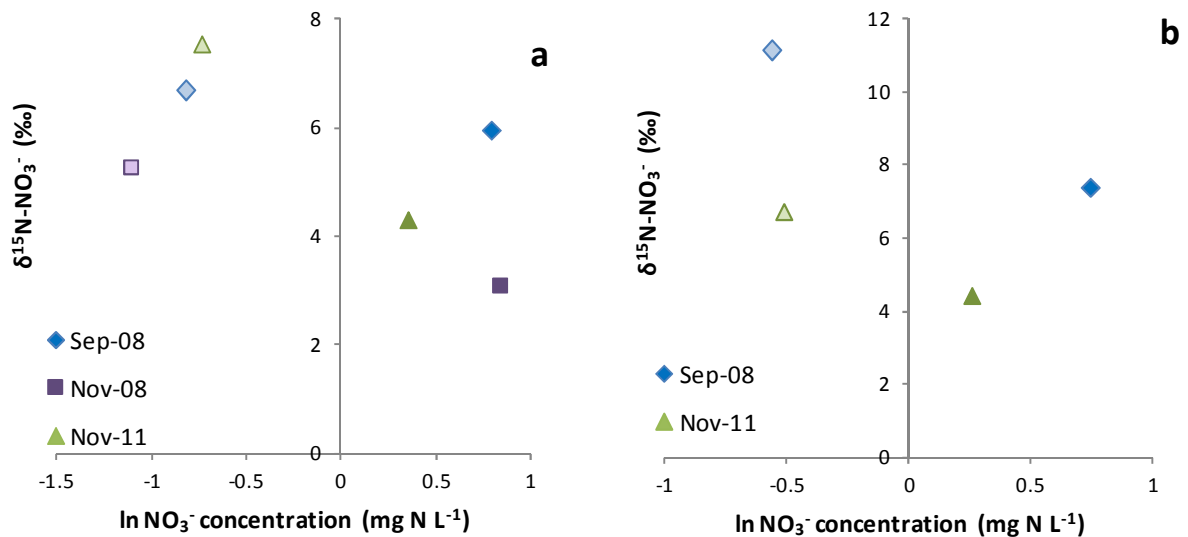 a
8
6
4
2
0
-1.5
-1
-0.5
0
0.5
1
δ¹⁵N-NO₃⁻ (‰)
ln NO₃⁻ concentration (mg N L⁻¹)
Sep-08
Nov-08
Nov-11
b
12
10
8
6
4
2
0
-1
-0.5
0
0.5
1
δ¹⁵N-NO₃⁻ (‰)
ln NO₃⁻ concentration (mg N L⁻¹)
Sep-08
Nov-11